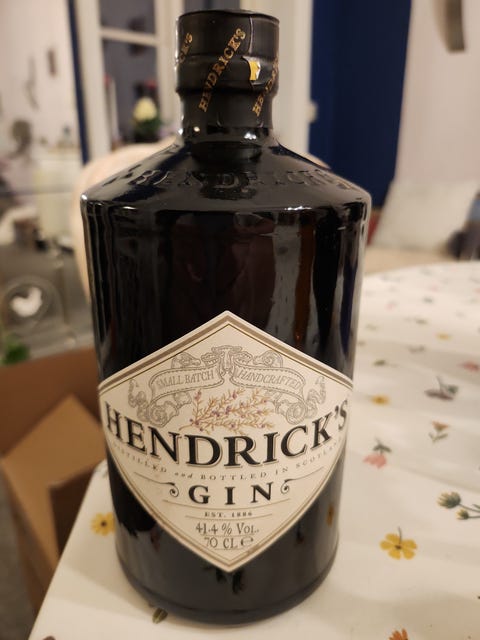 HENDRICK'S
HENDRICK'S
HENDRICK'S
SMALL BATCH HANDCRAFTED
HENDRICK'S
DISTILLED and BOTTLED IN SCOTLAND
GIN
EST. 1886
41.4 % VOL.
70 CL e